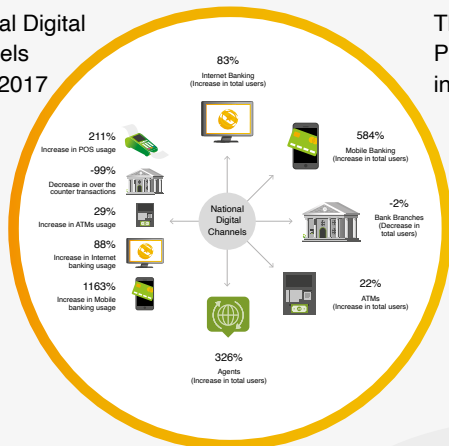 al Digital
els
2017
Th
P
in
83%
Internet Banking
(Increase in total users)
211%
Increase in POS usage
-99%
Decrease in over the
counter transactions
29%
Increase in ATMs usage
88%
Increase in Internet
banking usage
1163%
Increase in Mobile
banking usage
National
Digital
Channels
584%
Mobile Banking
(Increase in total users)
-2%
Bank Branches
(Decrease in
total users)
22%
ATMs
(Increase in total users)
326%
Agents
(Increase in total users)